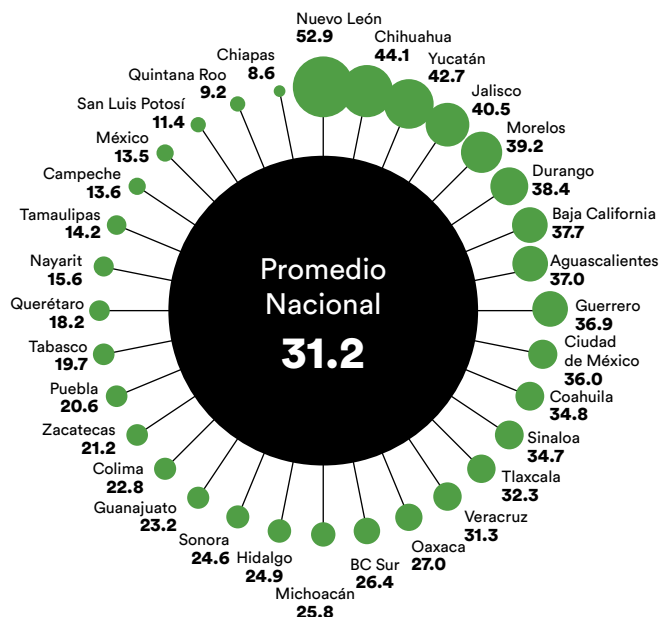 Nuevo León
52.9
Chihuahua
44.1
Yucatán
42.7
Jalisco
40.5
Morelos
39.2
Durango
38.4
Baja California
37.7
Aguascalientes
37.0
Guerrero
36.9
Ciudad
de México
36.0
Coahuila
34.8
Sinaloa
34.7
Tlaxcala
32.3
Veracruz
31.3
Oaxaca
27.0
BC Sur
26.4
Michoacán
25.8
Hidalgo
24.9
Sonora
24.6
Guanajuato
23.2
Colima
22.8
Zacatecas
21.2
Puebla
20.6
Tabasco
19.7
Querétaro
18.2
Nayarit
15.6
Tamaulipas
14.2
Campeche
13.6
México
13.5
San Luis Potosí
11.4
Quintana Roo
9.2
Chiapas
8.6
Promedio
Nacional
31.2